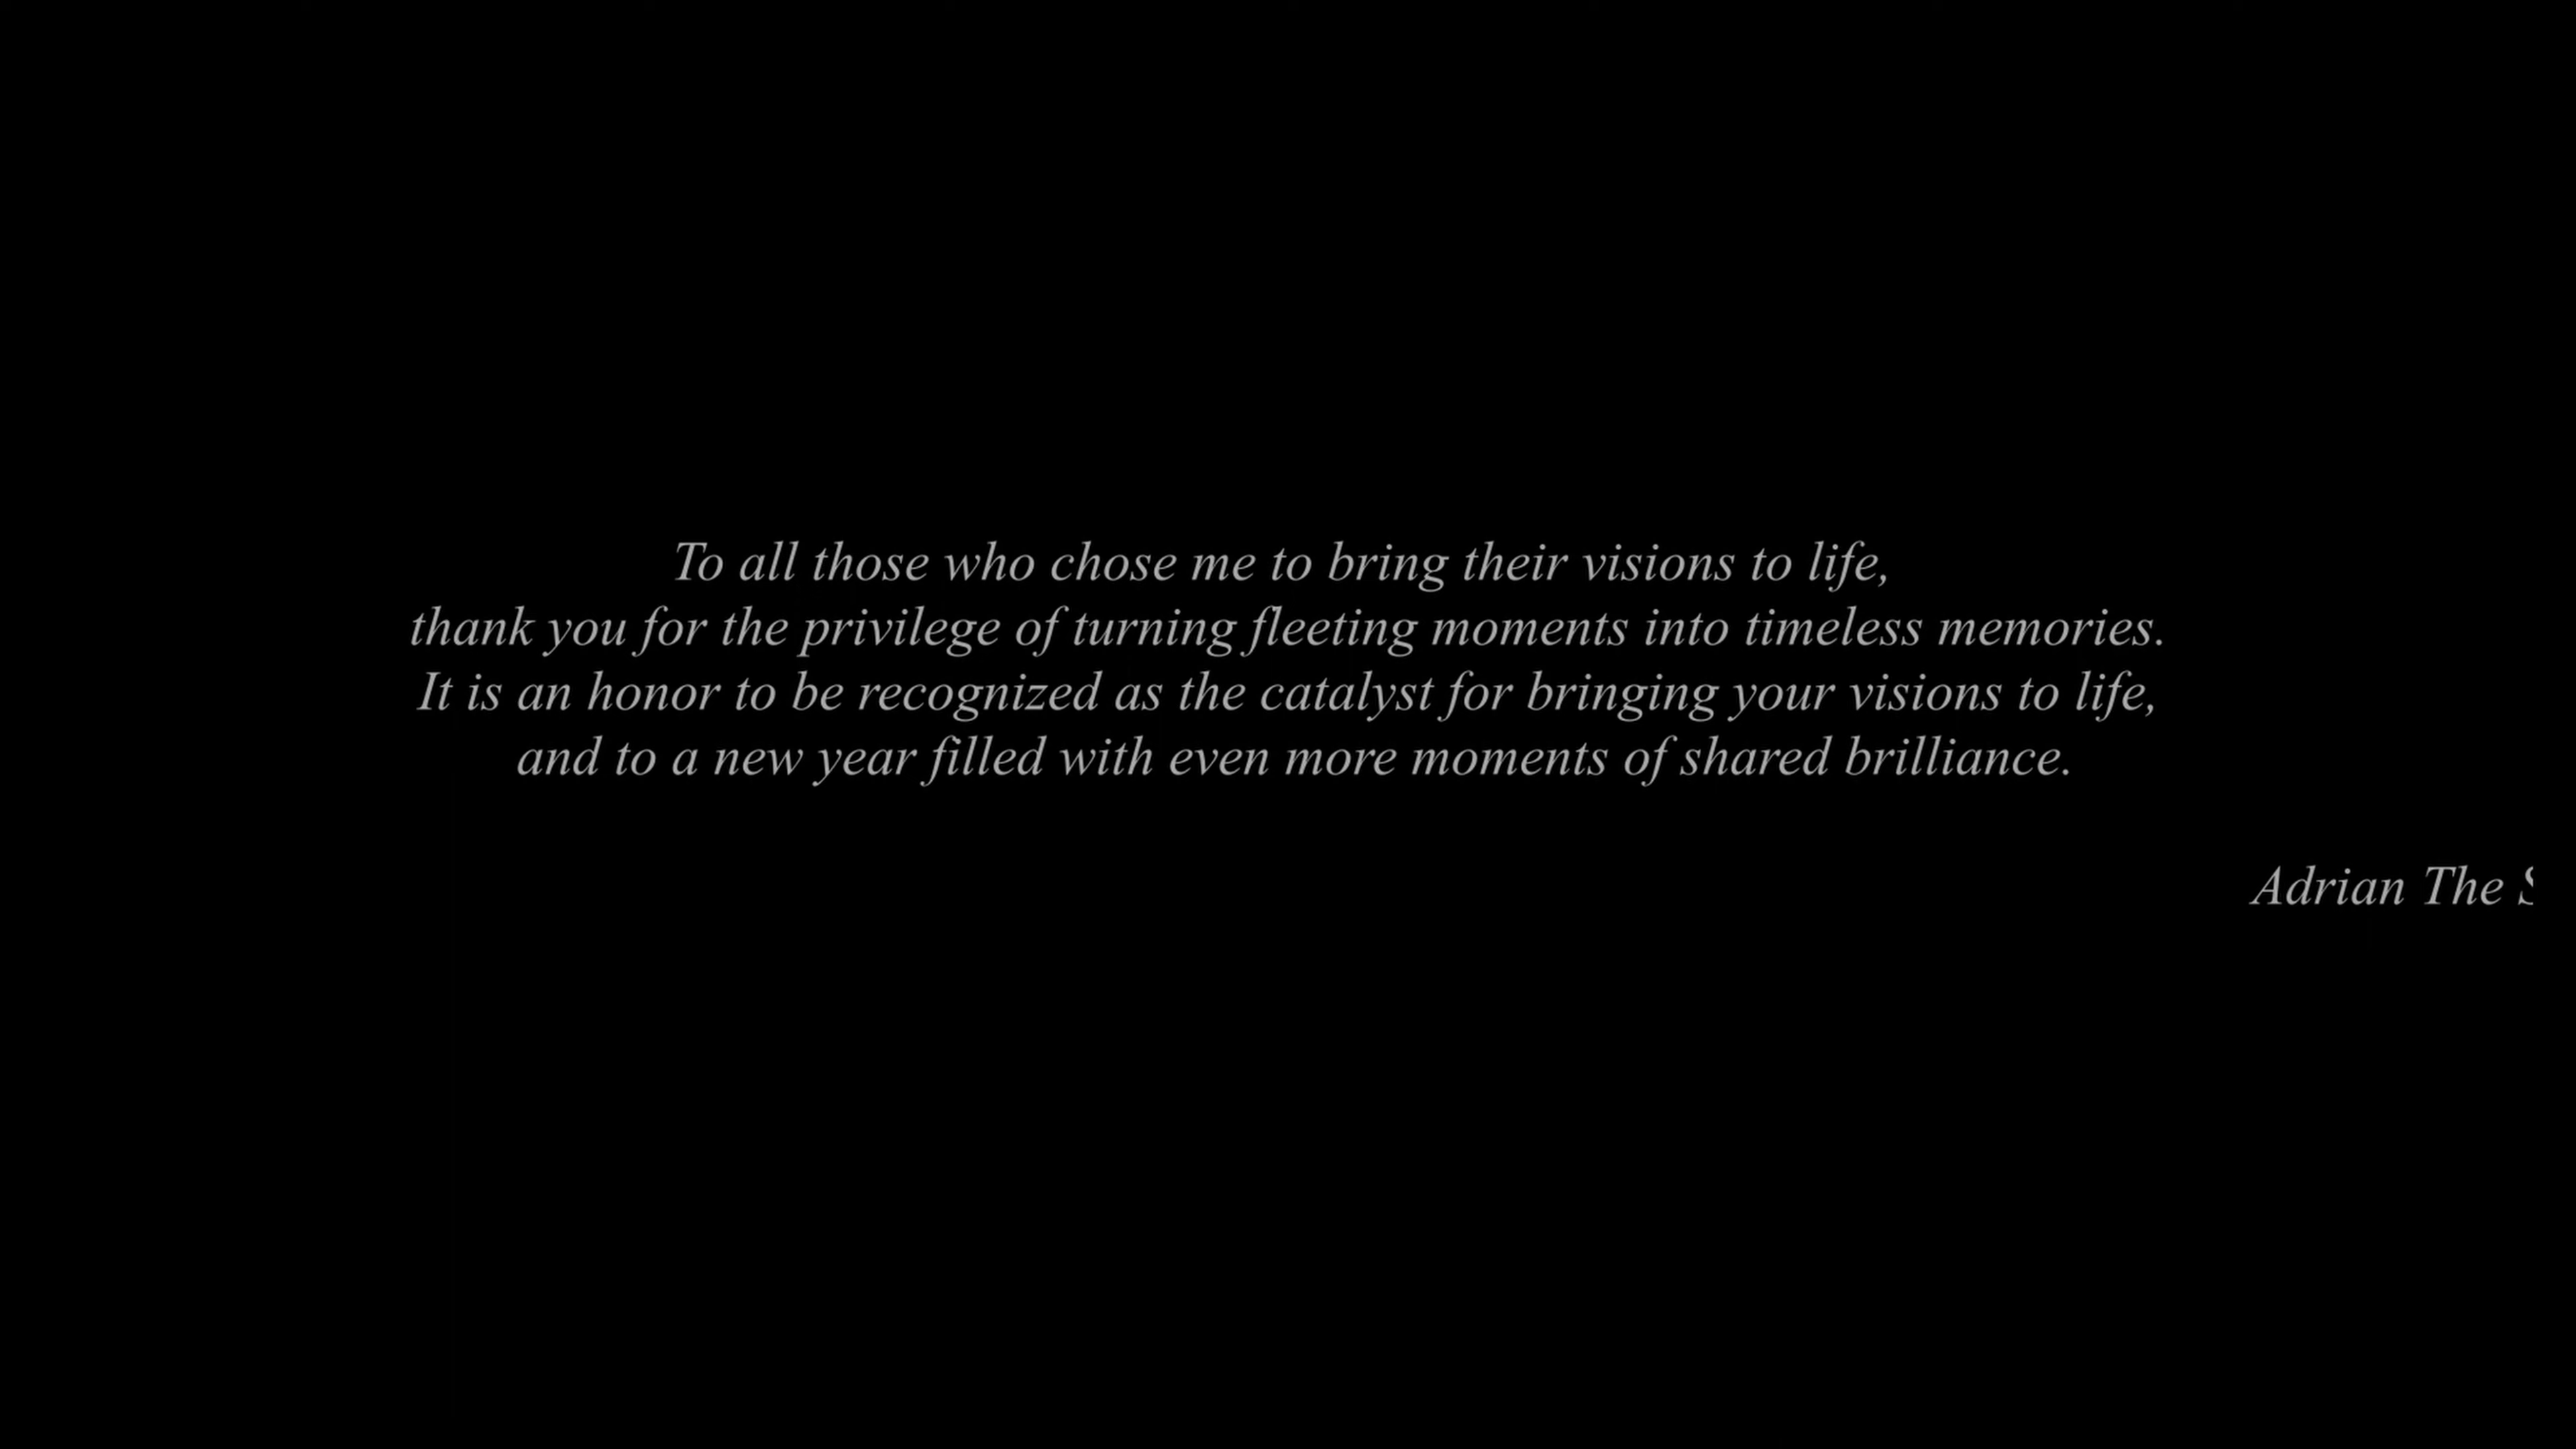 To all those who chose me to bring their visions to life,
thank you for the privilege of turning fleeting moments into timeless memories.
It is an honor to be recognized as the catalyst for bringing your visions to life,
and to a new year filled with even more moments of shared brilliance.
Adrian The